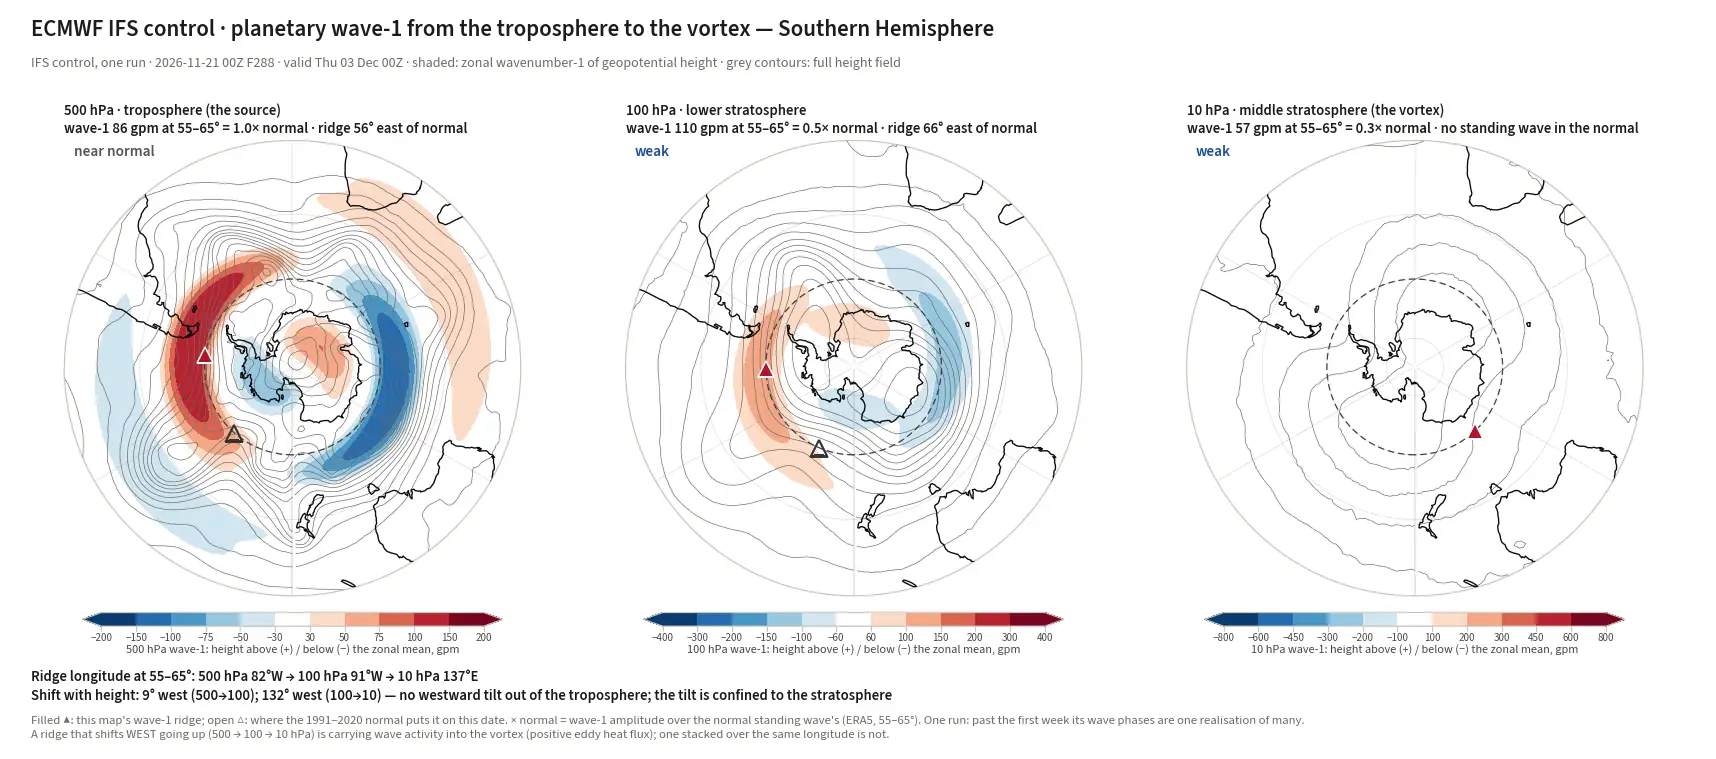 ECMWF IFS control · planetary wave-1 from the troposphere to the vortex — Southern Hemisphere
IFS control, one run · 2026-11-21 00Z F288 · valid Thu 03 Dec 00Z · shaded: zonal wavenumber-1 of geopotential height · grey contours: full height field
500 hPa · troposphere (the source)
wave-1 86 gpm at 55–65° = 1.0× normal · ridge 56° east of normal
near normal
100 hPa · lower stratosphere
wave-1 110 gpm at 55–65° = 0.5× normal · ridge 66° east of normal
weak
10 hPa · middle stratosphere (the vortex)
wave-1 57 gpm at 55–65° = 0.3× normal · no standing wave in the normal
weak
−200 −150 −100 −75 −50 −30 30 50 75 100 150 200
500 hPa wave-1: height above (+) / below (−) the zonal mean, gpm
−400 −300 −200 −150 −100 −60 60 100 150 200 300 400
100 hPa wave-1: height above (+) / below (−) the zonal mean, gpm
−800 −600 −450 −300 −200 −100 100 200 300 450 600 800
10 hPa wave-1: height above (+) / below (−) the zonal mean, gpm
Ridge longitude at 55–65°: 500 hPa 82°W → 100 hPa 91°W → 10 hPa 137°E
Shift with height: 9° west (500→100); 132° west (100→10) — no westward tilt out of the troposphere; the tilt is confined to the stratosphere
Filled ▲: this map's wave-1 ridge; open △: where the 1991–2020 normal puts it on this date. × normal = wave-1 amplitude over the normal standing wave's (ERA5, 55–65°). One run: past the first week its wave phases are one realisation of many.
A ridge that shifts WEST going up (500 → 100 → 10 hPa) is carrying wave activity into the vortex (positive eddy heat flux); one stacked over the same longitude is not.